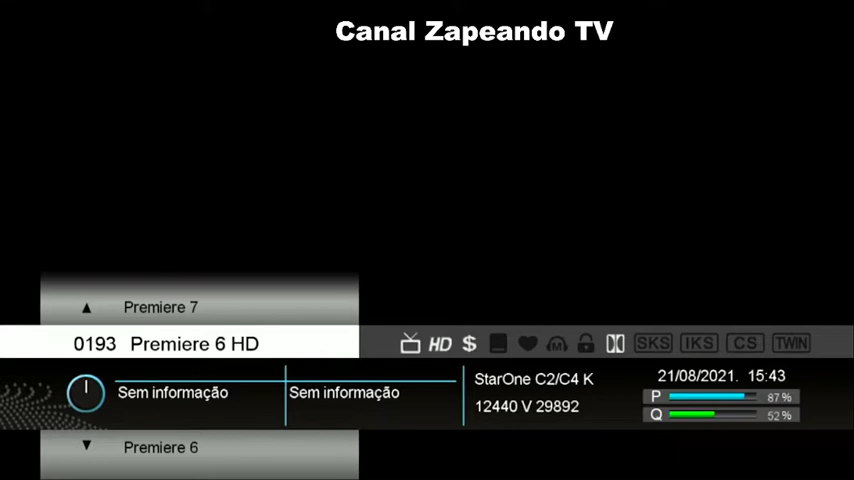 Canal Zapeando TV
Premiere 7
0193 Premiere 6 HD
HD $ SKS IKS CS TWIN
Sem informação
Sem informação
StarOne C2/C4 K
12440 V 29892
21/08/2021. 15:43
P 87 %
Q 52 %
Premiere 6